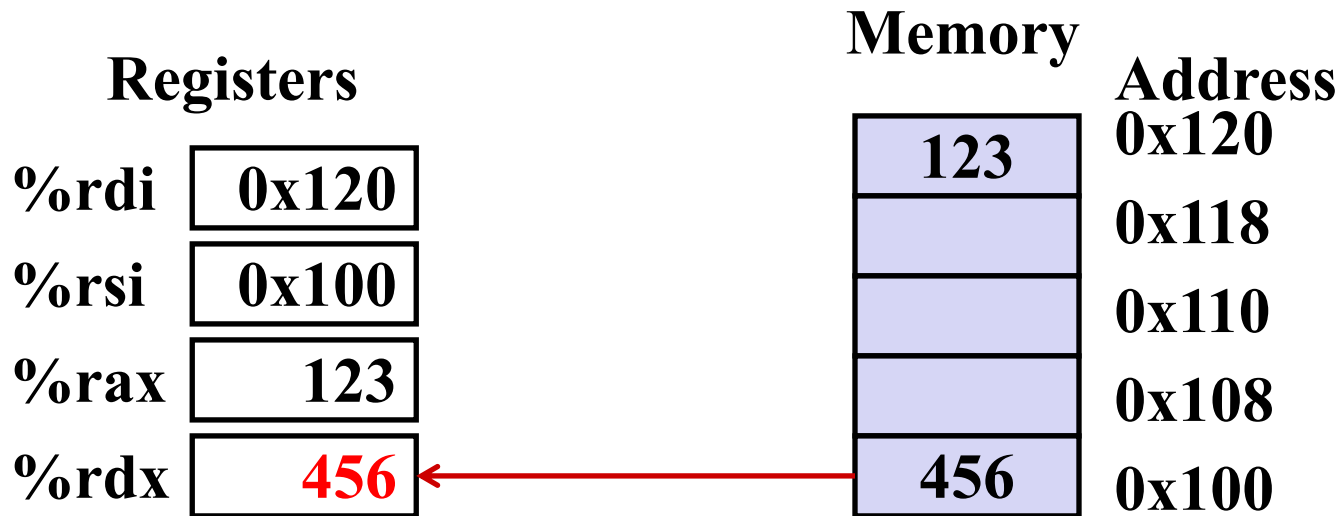 Registers
%rdi 0x120
%rsi 0x100
%rax 123
%rdx 456
Memory
Address
123 0x120
0x118
0x110
0x108
456 0x100